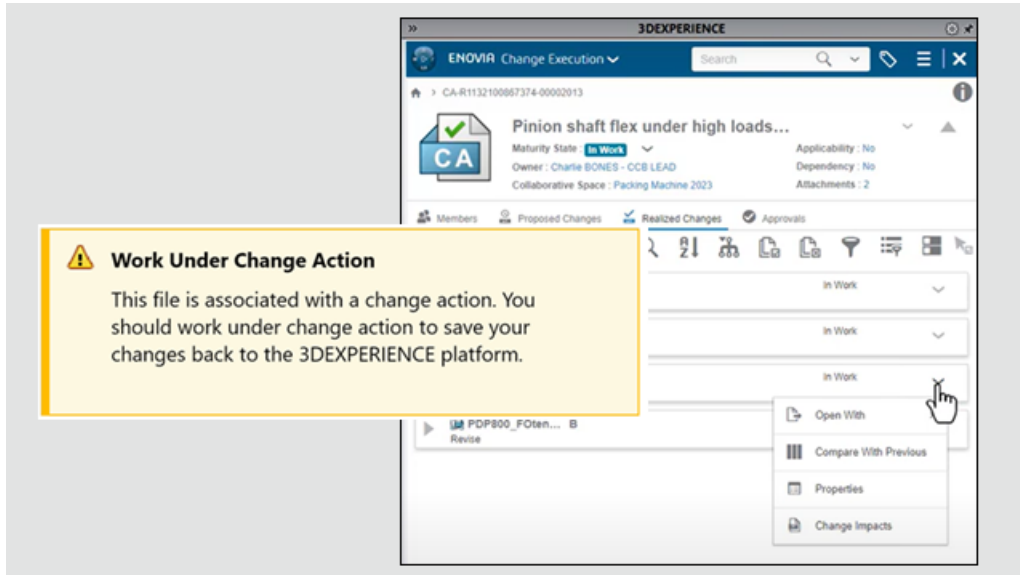 3DEXPERIENCE
ENOVIA Change Execution
Search
CA-R1132100867374-00002013
CA
Pinion shaft flex under high loads...
Maturity State : In Work
Applicability : No
Owner : Charlie BONES - CCB LEAD
Dependency : No
Collaborative Space : Packing Machine 2023
Attachments : 2
Members
Proposed Changes
Realized Changes
Approvals
Work Under Change Action
This file is associated with a change action. You
should work under change action to save your
changes back to the 3DEXPERIENCE platform.
In Work
In Work
In Work
PDP800_FOten... B
Revise
Open With
Compare With Previous
Properties
Change Impacts